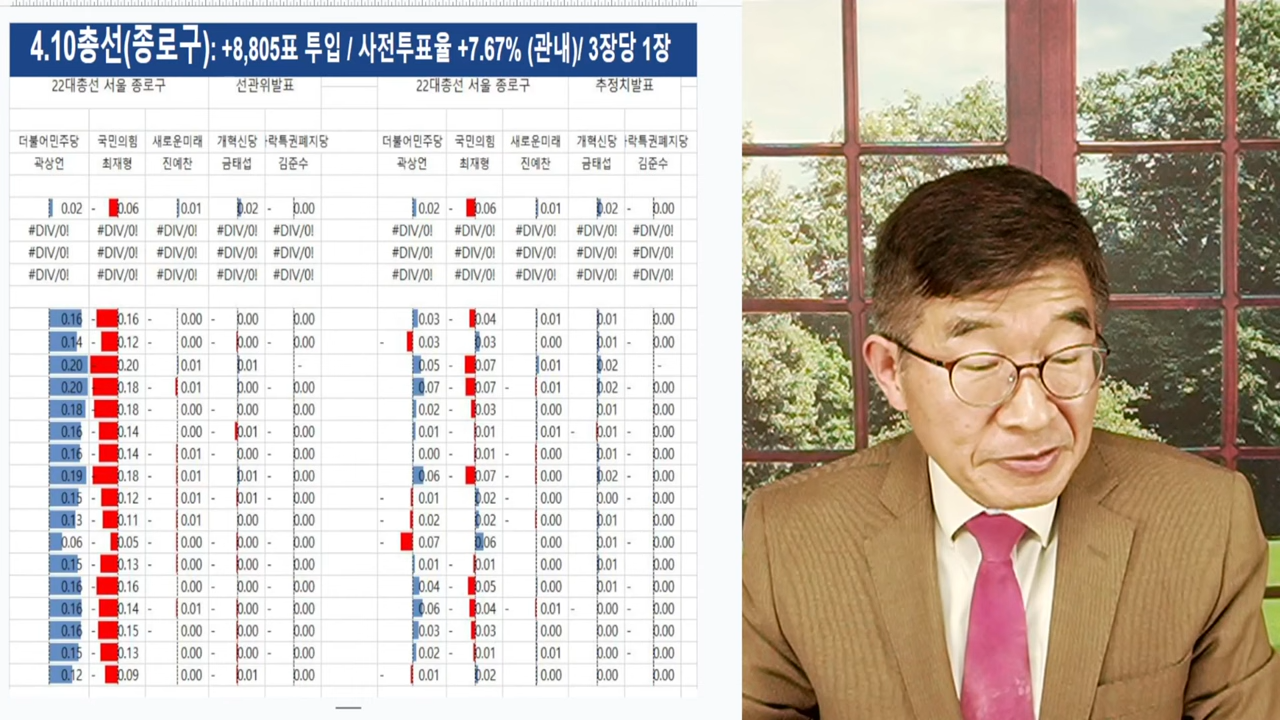 4.10총선(종로구): +8,805표 투입 / 사전투표율 +7.67% (관내)/ 3장당 1장
22대총선 서울 종로구 선관위발표 22대총선 서울 종로구 추정치발표
더불어민주당 국민의힘 새로운미래 개혁신당 락특권폐지당 더불어민주당 국민의힘 새로운미래 개혁신당 락특권폐지당
곽상연 최재형 진예찬 금태섭 김준수 곽상연 최재형 진예찬 금태섭 김준수
0.02 - 0.06 0.01 0.02 - 0.00 0.02 - 0.06 0.01 0.02 - 0.00
#DIV/0! #DIV/0! #DIV/0! #DIV/0! #DIV/0! #DIV/0! #DIV/0! #DIV/0! #DIV/0! #DIV/0!
#DIV/0! #DIV/0! #DIV/0! #DIV/0! #DIV/0! #DIV/0! #DIV/0! #DIV/0! #DIV/0! #DIV/0!
#DIV/0! #DIV/0! #DIV/0! #DIV/0! #DIV/0! #DIV/0! #DIV/0! #DIV/0! #DIV/0! #DIV/0!
0.16 - 0.16 0.00 - 0.00 - 0.00 0.03 - 0.04 0.01 0.01 - 0.00
0.14 - 0.12 - 0.00 - 0.00 - 0.00 - 0.03 0.03 0.00 0.01 - 0.00
0.20 - 0.20 0.01 0.01 - 0.05 - 0.07 0.01 0.02 -
0.20 - 0.18 - 0.01 0.00 - 0.00 0.07 - 0.07 - 0.01 0.02 - 0.00
0.18 - 0.18 - 0.00 0.00 - 0.00 0.02 - 0.03 0.00 0.01 - 0.00
0.16 - 0.14 0.00 - 0.01 - 0.00 0.01 - 0.01 0.01 - 0.01 - 0.00
0.16 - 0.14 - 0.01 0.00 - 0.00 0.00 - 0.01 - 0.00 0.01 - 0.00
0.19 - 0.18 - 0.01 0.01 - 0.00 0.06 - 0.07 - 0.00 0.02 - 0.00
0.15 - 0.12 - 0.01 - 0.01 - 0.00 - 0.01 0.02 - 0.00 0.01 - 0.00
0.13 - 0.11 - 0.01 0.00 - 0.00 - 0.02 0.02 - 0.00 0.01 - 0.00
0.06 - 0.05 - 0.00 - 0.00 - 0.00 - 0.07 0.06 0.00 0.01 - 0.00
0.15 - 0.13 - 0.00 - 0.00 - 0.00 0.01 - 0.01 0.00 0.01 - 0.00
0.16 - 0.16 0.00 - 0.00 - 0.00 0.04 - 0.05 0.00 0.01 - 0.00
0.16 - 0.14 - 0.01 - 0.00 - 0.00 0.06 - 0.04 - 0.01 - 0.00 - 0.00
0.16 - 0.15 - 0.00 - 0.00 - 0.00 0.03 - 0.03 0.00 0.00 - 0.00
0.15 - 0.13 0.00 - 0.00 - 0.00 0.02 - 0.01 0.01 0.00 - 0.00
0.12 - 0.09 0.00 - 0.01 - 0.00 - 0.01 0.02 0.00 0.00 - 0.00